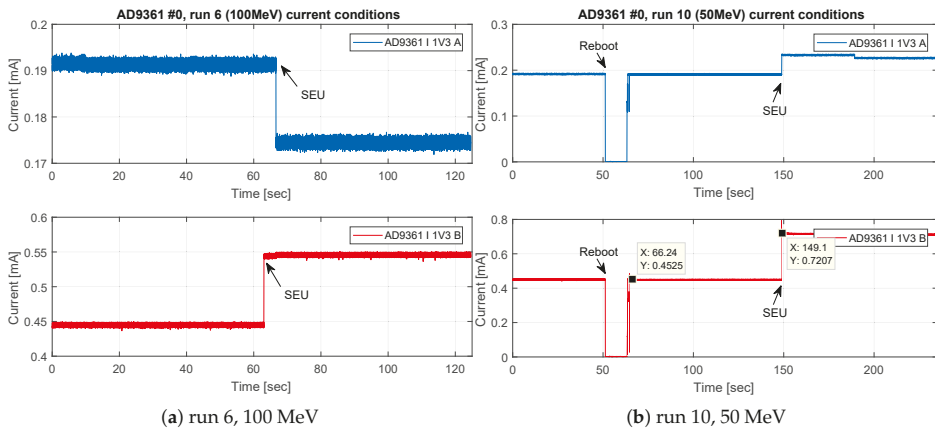 AD9361 #0, run 6 (100MeV) current conditions
0.2
0.19
0.18
0.17
Current [mA]
AD9361 I 1V3 A
SEU
0 20 40 60 80 100 120
Time [sec]
0.6
0.55
0.5
0.45
0.4
Current [mA]
AD9361 I 1V3 B
SEU
0 20 40 60 80 100 120
Time [sec]
(a) run 6, 100 MeV
AD9361 #0, run 10 (50MeV) current conditions
0.3
0.2
0.1
0
Current [mA]
AD9361 I 1V3 A
Reboot
SEU
0 50 100 150 200
Time [sec]
0.8
0.6
0.4
0.2
0
Current [mA]
AD9361 I 1V3 B
Reboot
X: 66.24
Y: 0.4525
X: 149.1
Y: 0.7207
SEU
0 50 100 150 200
Time [sec]
(b) run 10, 50 MeV